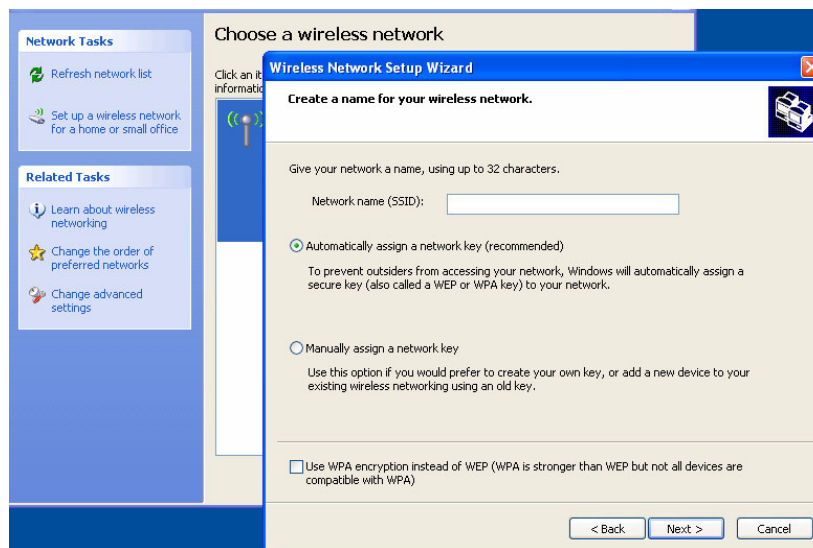 Network Tasks
Refresh network list
Set up a wireless network
for a home or small office
Related Tasks
Learn about wireless
networking
Change the order of
preferred networks
Change advanced
settings
Choose a wireless network
Click an it
informatio
Wireless Network Setup Wizard
Create a name for your wireless network.
Give your network a name, using up to 32 characters.
Network name (SSID):
Automatically assign a network key (recommended)
To prevent outsiders from accessing your network, Windows will automatically assign a
secure key (also called a WEP or WPA key) to your network.
Manually assign a network key
Use this option if you would prefer to create your own key, or add a new device to your
existing wireless networking using an old key.
Use WPA encryption instead of WEP (WPA is stronger than WEP but not all devices are
compatible with WPA)
< Back Next > Cancel